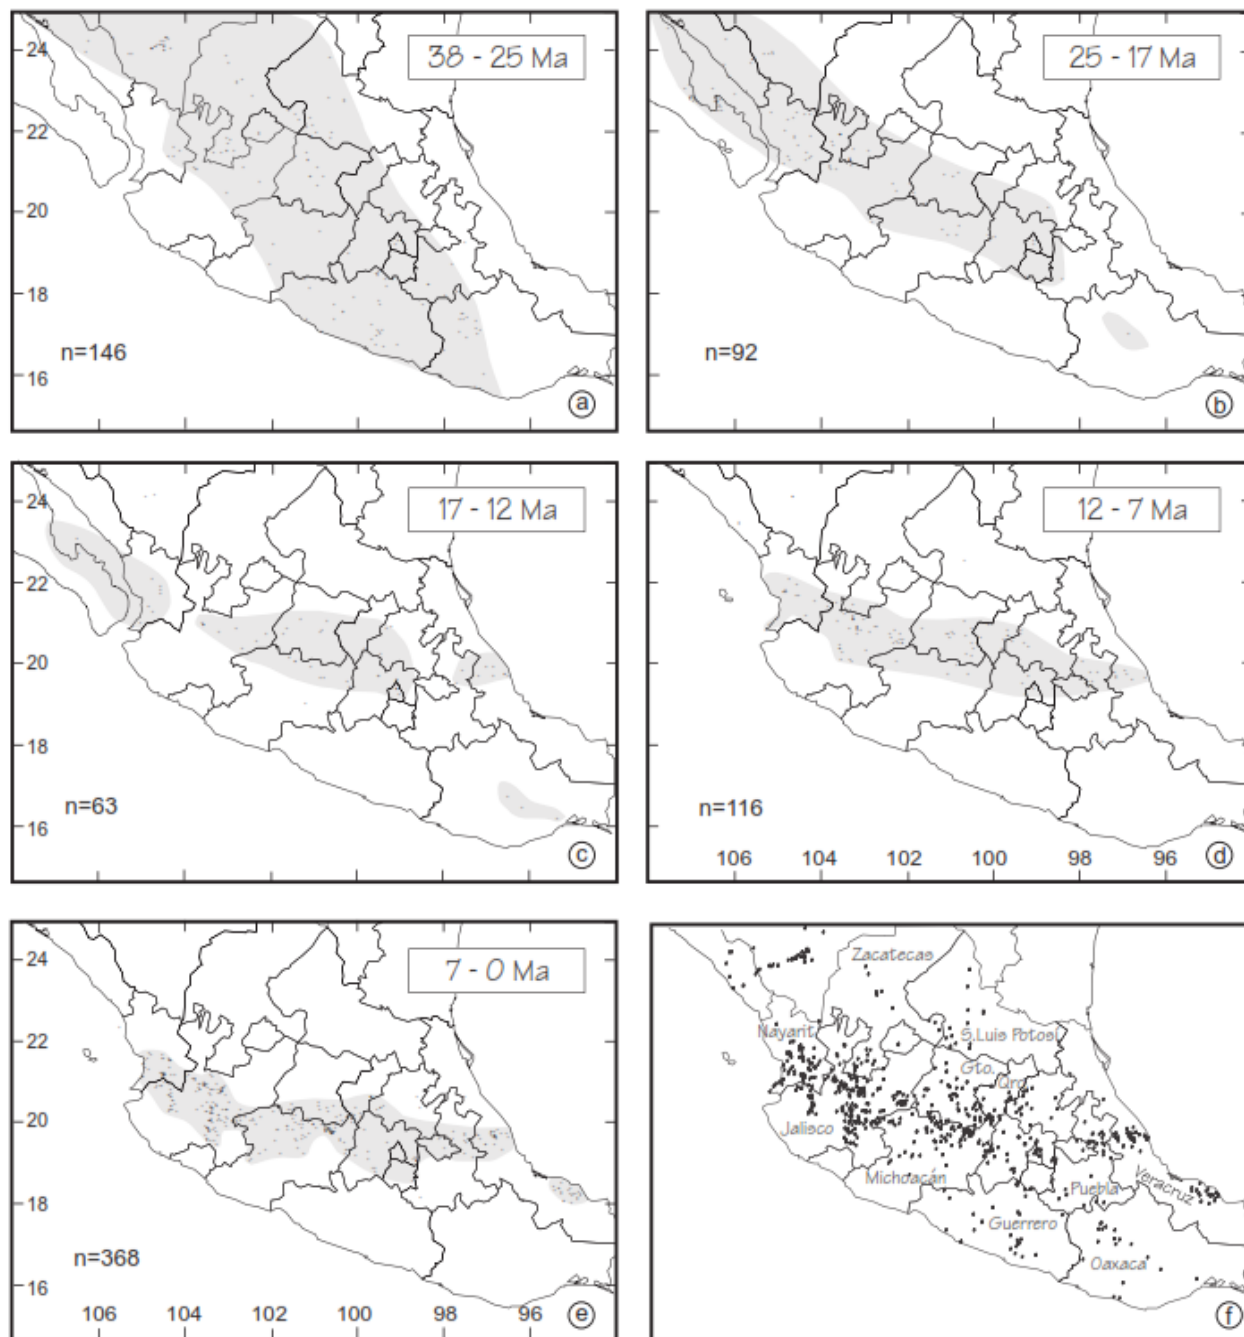 38 - 25 Ma
24
22
20
18
16
n=146
a
25 - 17 Ma
n=92
b
17 - 12 Ma
24
22
20
18
16
n=63
c
12 - 7 Ma
n=116
106 104 102 100 98 96
d
7 - 0 Ma
24
22
20
18
16
n=368
106 104 102 100 98 96
e
Zacatecas
Nayarit
S.Luis Potosí
Gto.
Qro.
Jalisco
Michoacán
Puebla
Veracruz
Guerrero
Oaxaca
f